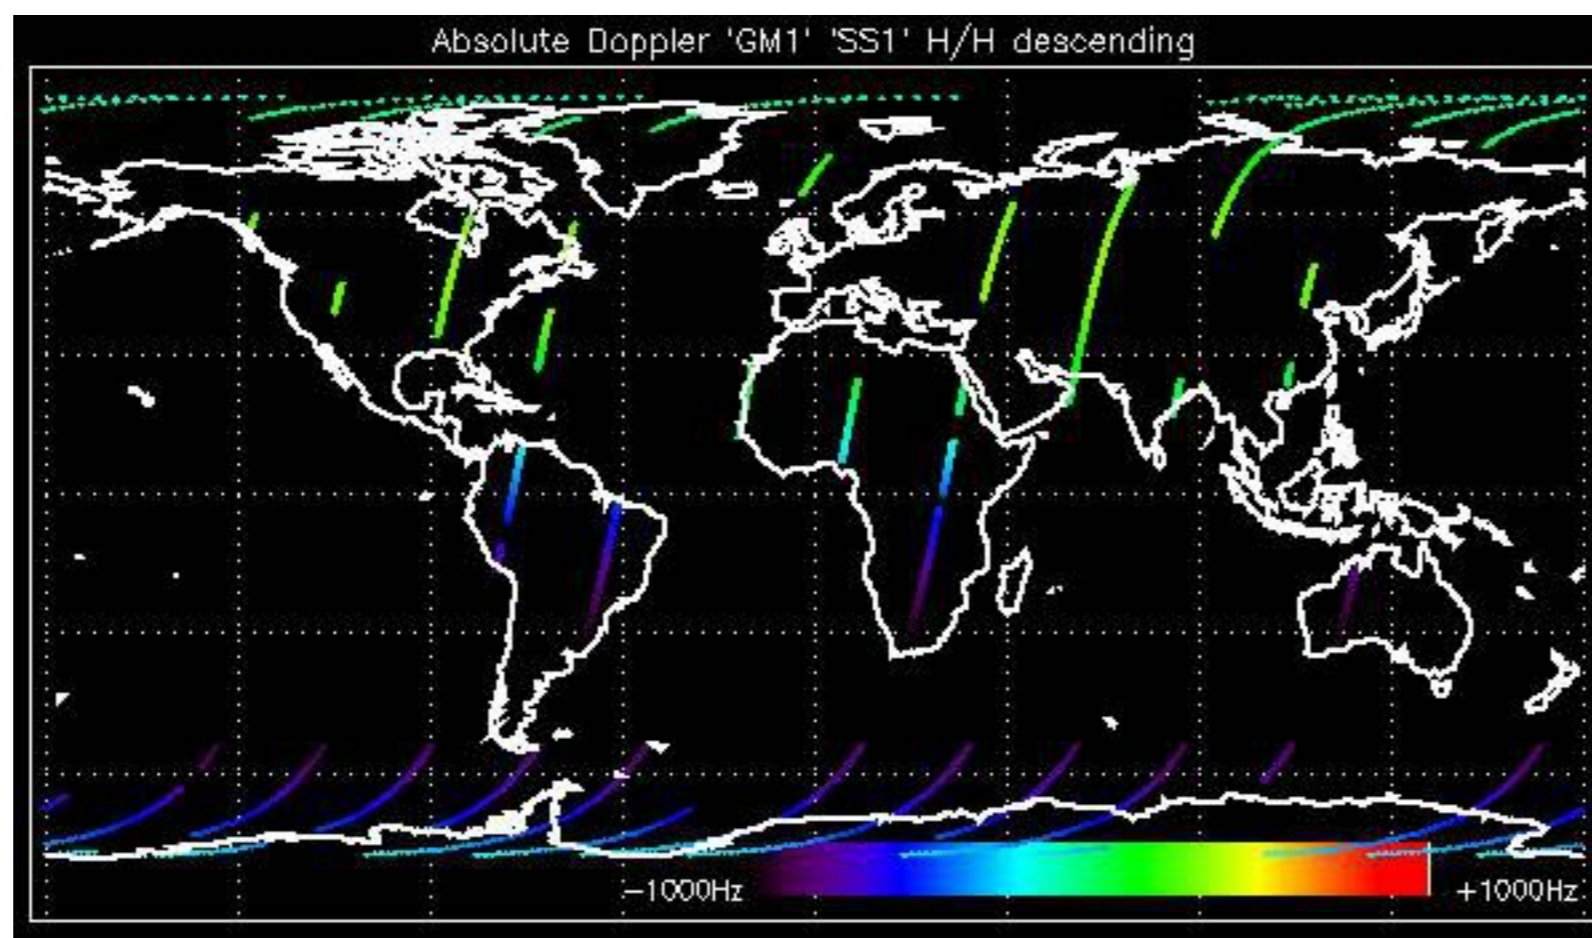 Absolute Doppler 'GM1' 'SS1' H/H descending
−1000Hz +1000Hz